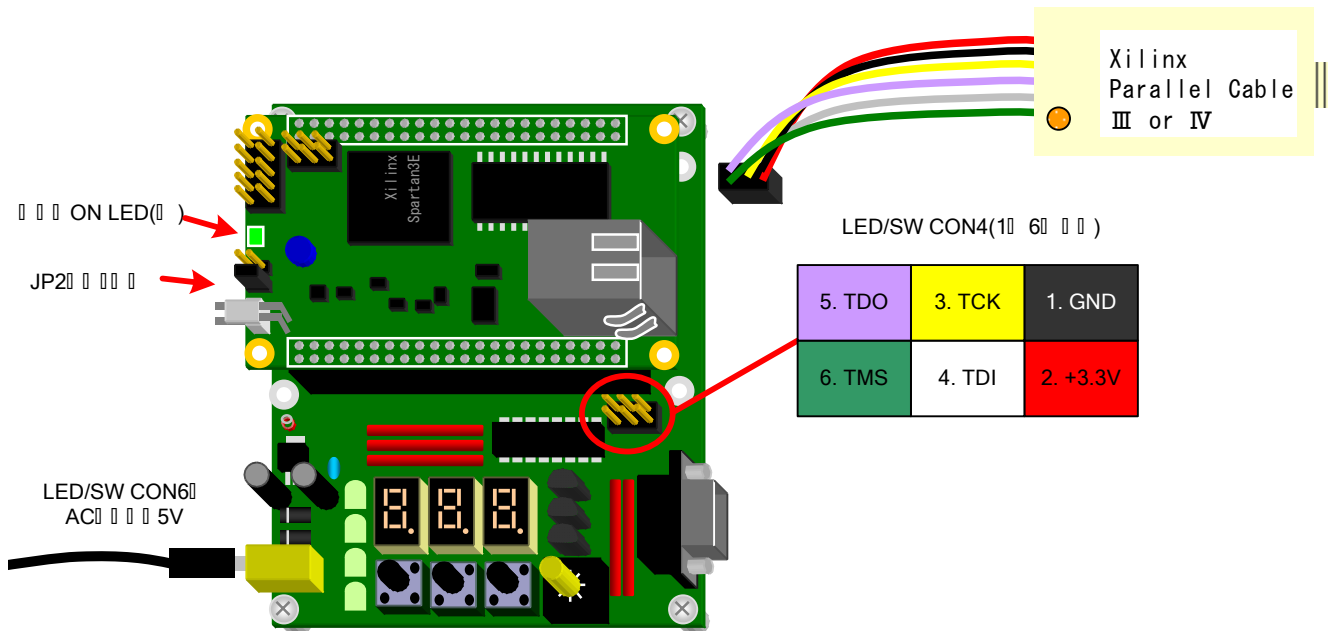 Xilinx
Parallel Cable
Ⅲ or Ⅳ
Xilinx
Spartan3E
ON LED(
JP2
LED/SW CON4(1 6 )
5. TDO 3. TCK 1. GND
6. TMS 4. TDI 2. +3.3V
LED/SW CON6
AC 5V